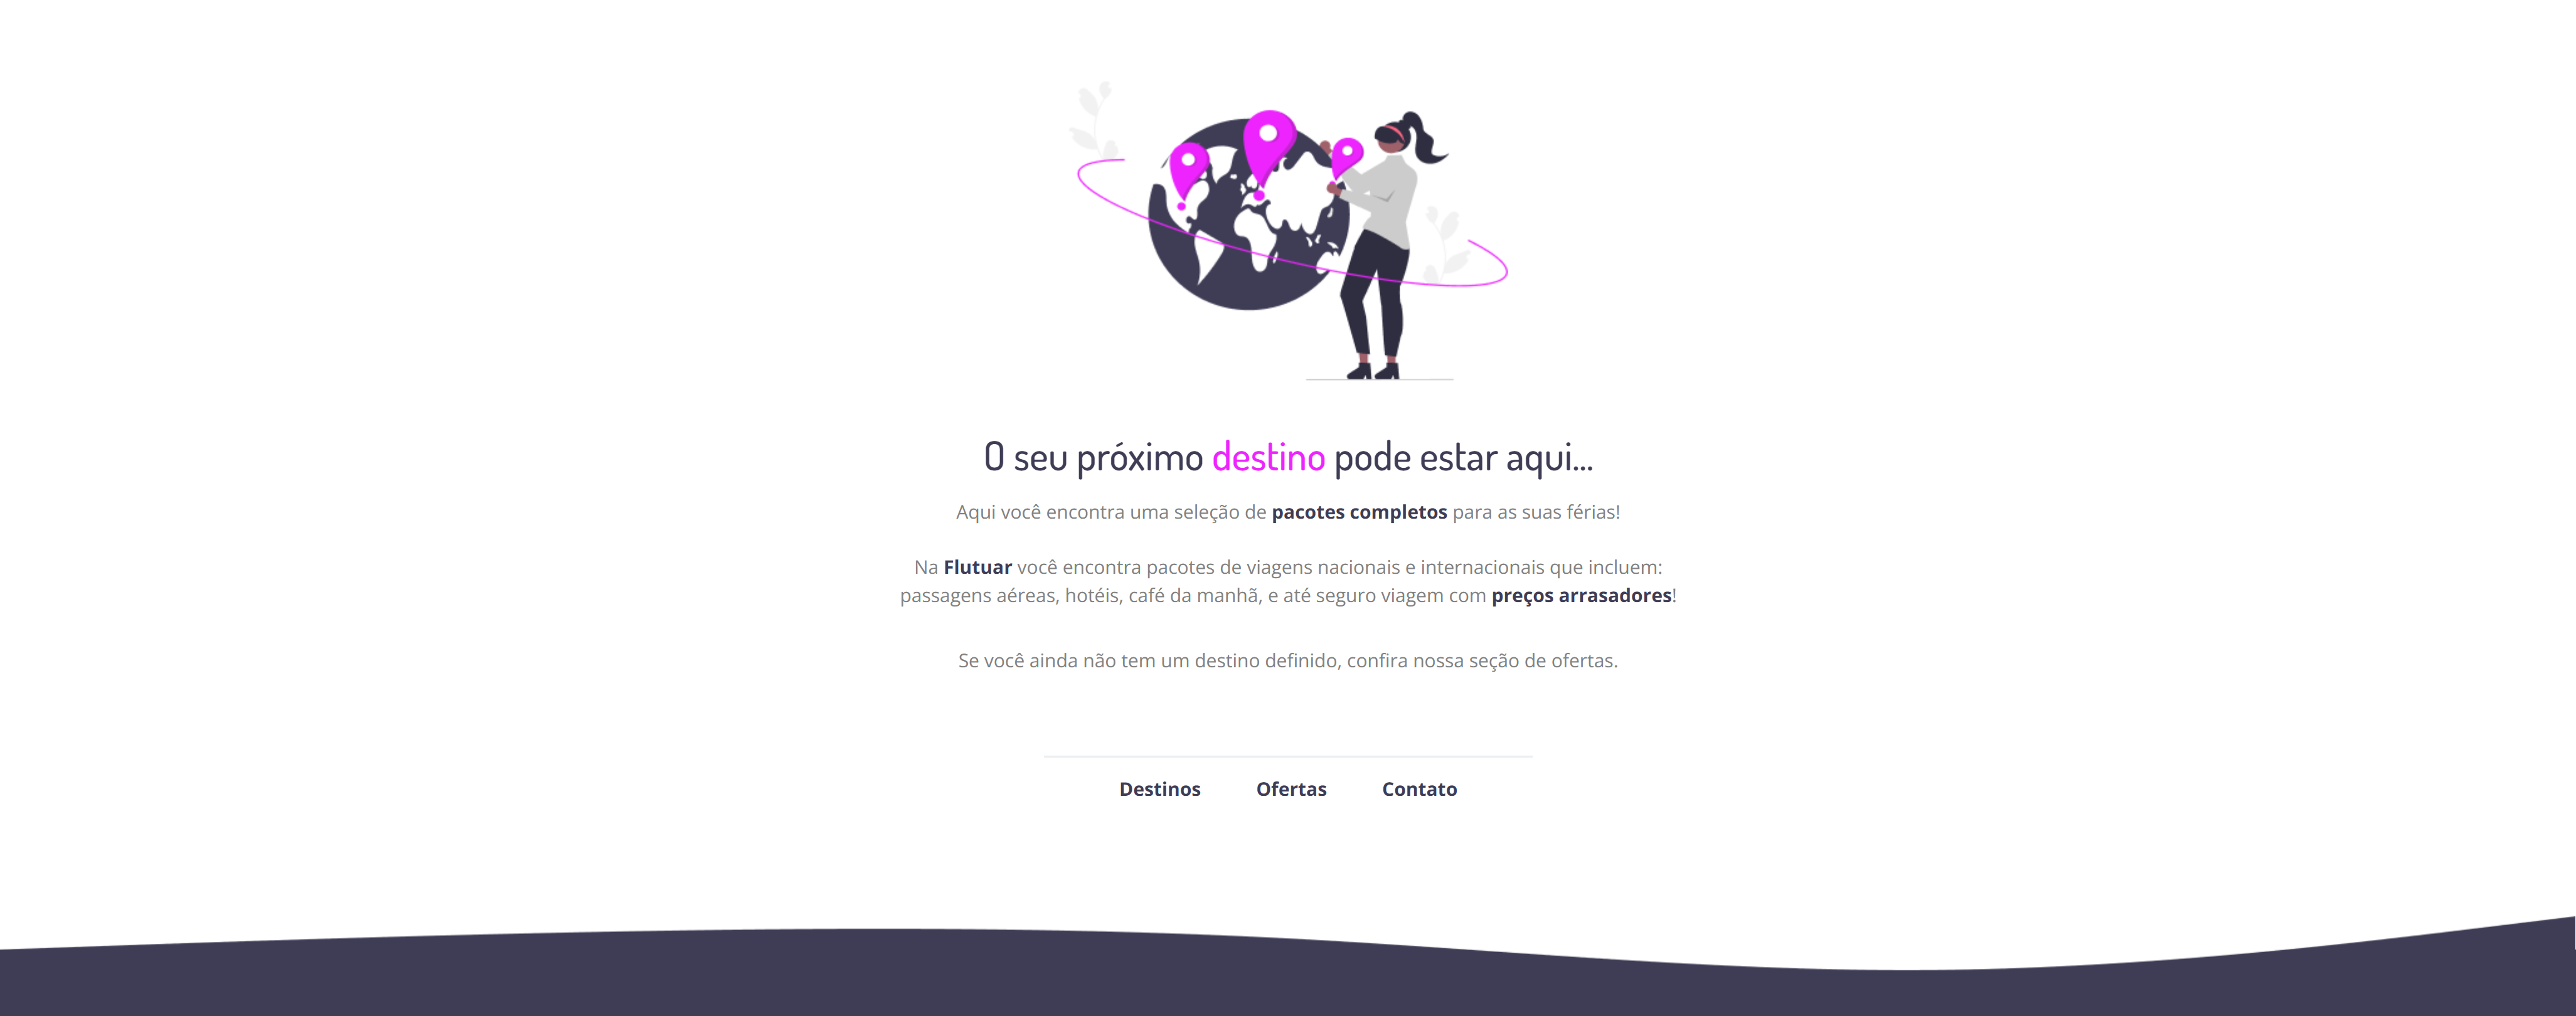 O seu próximo destino pode estar aqui...
Aqui você encontra uma seleção de pacotes completos para as suas férias!
Na Flutuar você encontra pacotes de viagens nacionais e internacionais que incluem:
passagens aéreas, hotéis, café da manhã, e até seguro viagem com preços arrasadores!
Se você ainda não tem um destino definido, confira nossa seção de ofertas.
Destinos Ofertas Contato